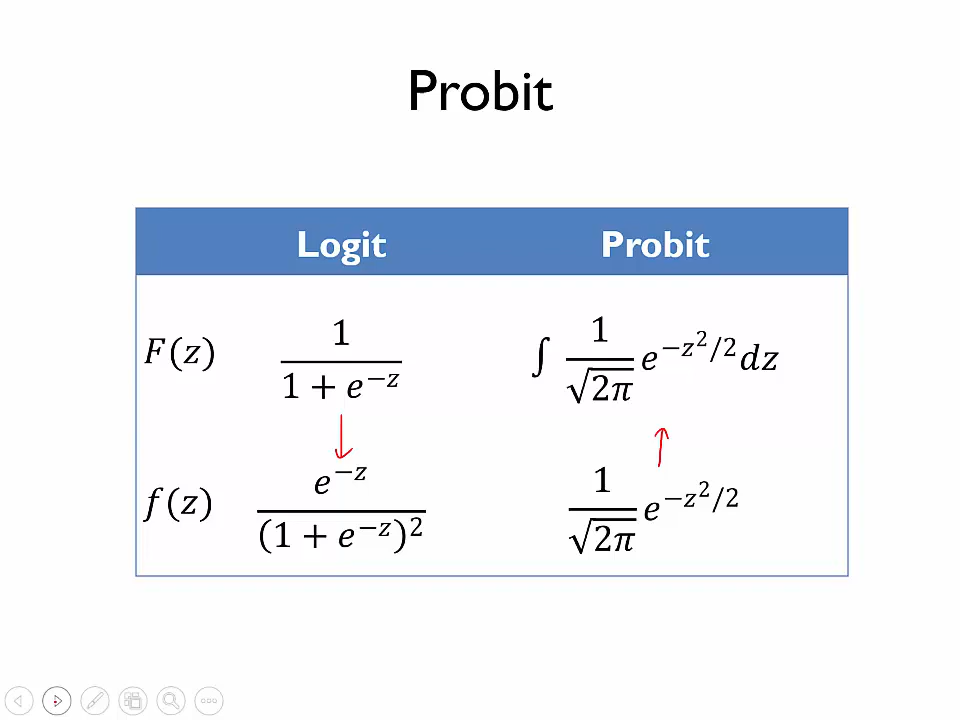 Probit
Logit Probit
F(z) 1/(1 + e^{−z}) ∫ 1/√(2π) e^{−z²/2} dz
f(z) e^{−z}/(1 + e^{−z})² 1/√(2π) e^{−z²/2}